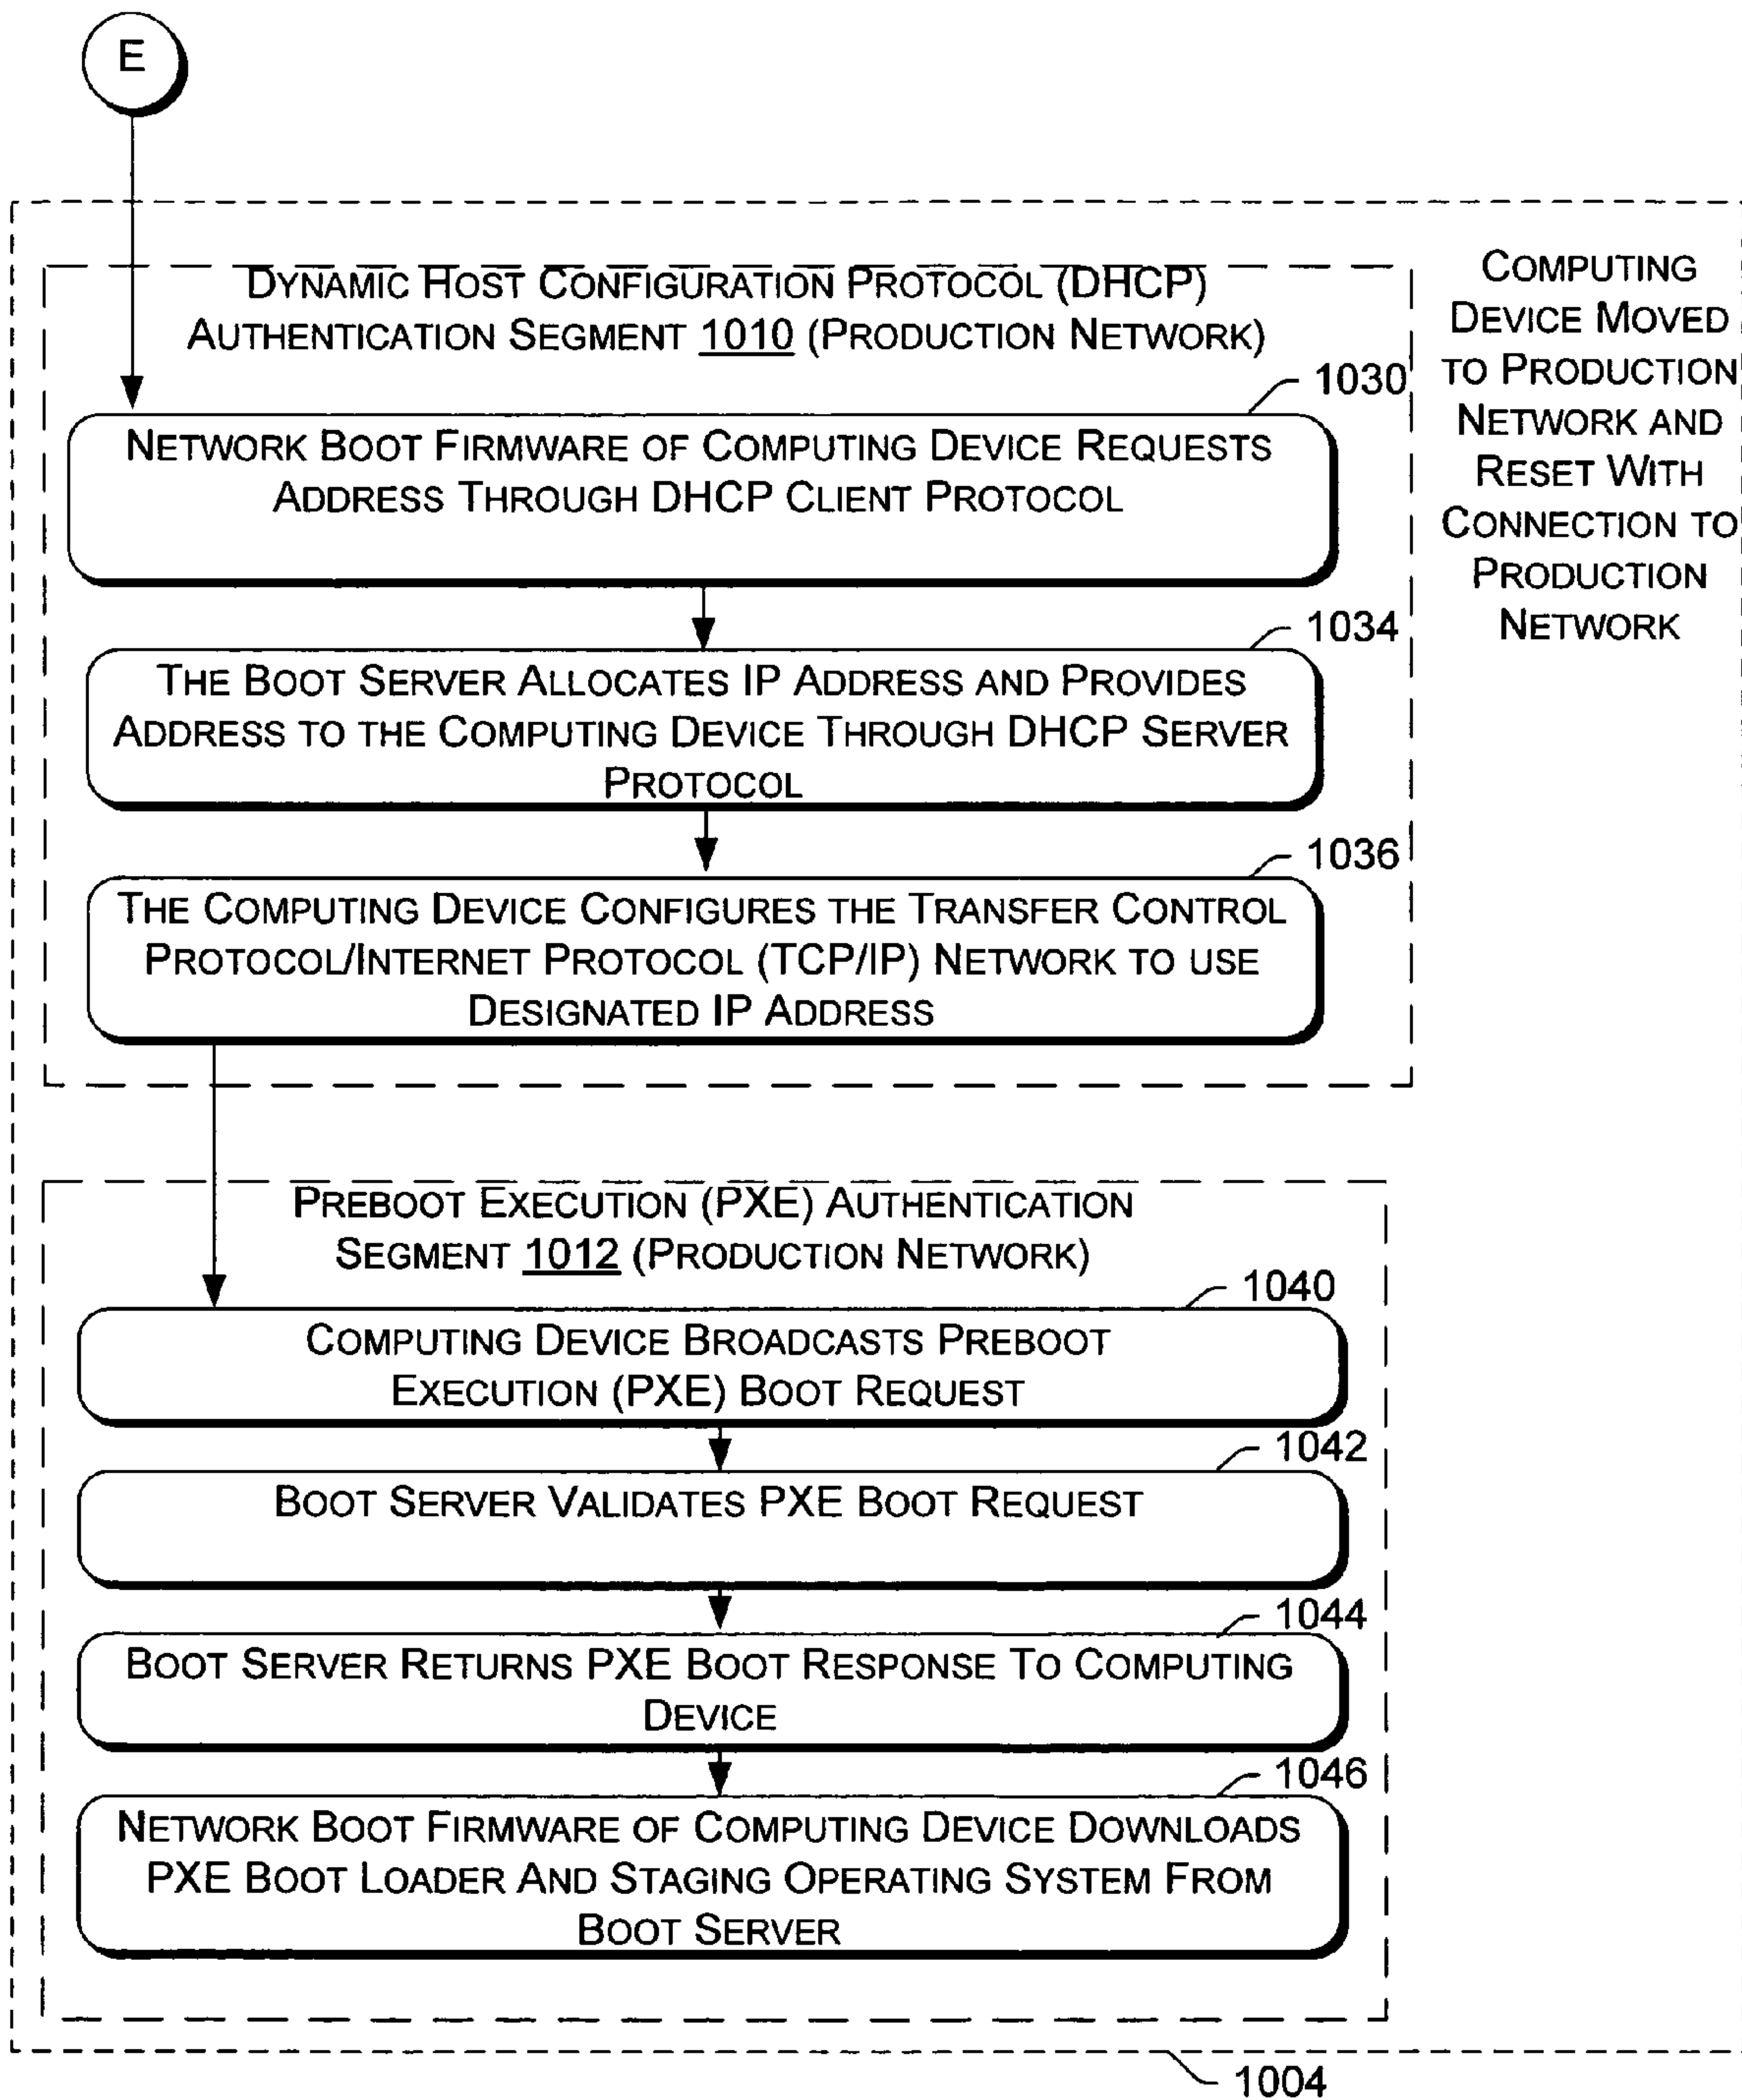 E
DYNAMIC HOST CONFIGURATION PROTOCOL (DHCP)
AUTHENTICATION SEGMENT 1010 (PRODUCTION NETWORK)
COMPUTING
DEVICE MOVED
TO PRODUCTION
NETWORK AND
RESET WITH
CONNECTION TO
PRODUCTION
NETWORK
1030
NETWORK BOOT FIRMWARE OF COMPUTING DEVICE REQUESTS
ADDRESS THROUGH DHCP CLIENT PROTOCOL
1034
THE BOOT SERVER ALLOCATES IP ADDRESS AND PROVIDES
ADDRESS TO THE COMPUTING DEVICE THROUGH DHCP SERVER
PROTOCOL
1036
THE COMPUTING DEVICE CONFIGURES THE TRANSFER CONTROL
PROTOCOL/INTERNET PROTOCOL (TCP/IP) NETWORK TO USE
DESIGNATED IP ADDRESS
PREBOOT EXECUTION (PXE) AUTHENTICATION
SEGMENT 1012 (PRODUCTION NETWORK)
1040
COMPUTING DEVICE BROADCASTS PREBOOT
EXECUTION (PXE) BOOT REQUEST
1042
BOOT SERVER VALIDATES PXE BOOT REQUEST
1044
BOOT SERVER RETURNS PXE BOOT RESPONSE TO COMPUTING
DEVICE
1046
NETWORK BOOT FIRMWARE OF COMPUTING DEVICE DOWNLOADS
PXE BOOT LOADER AND STAGING OPERATING SYSTEM FROM
BOOT SERVER
1004